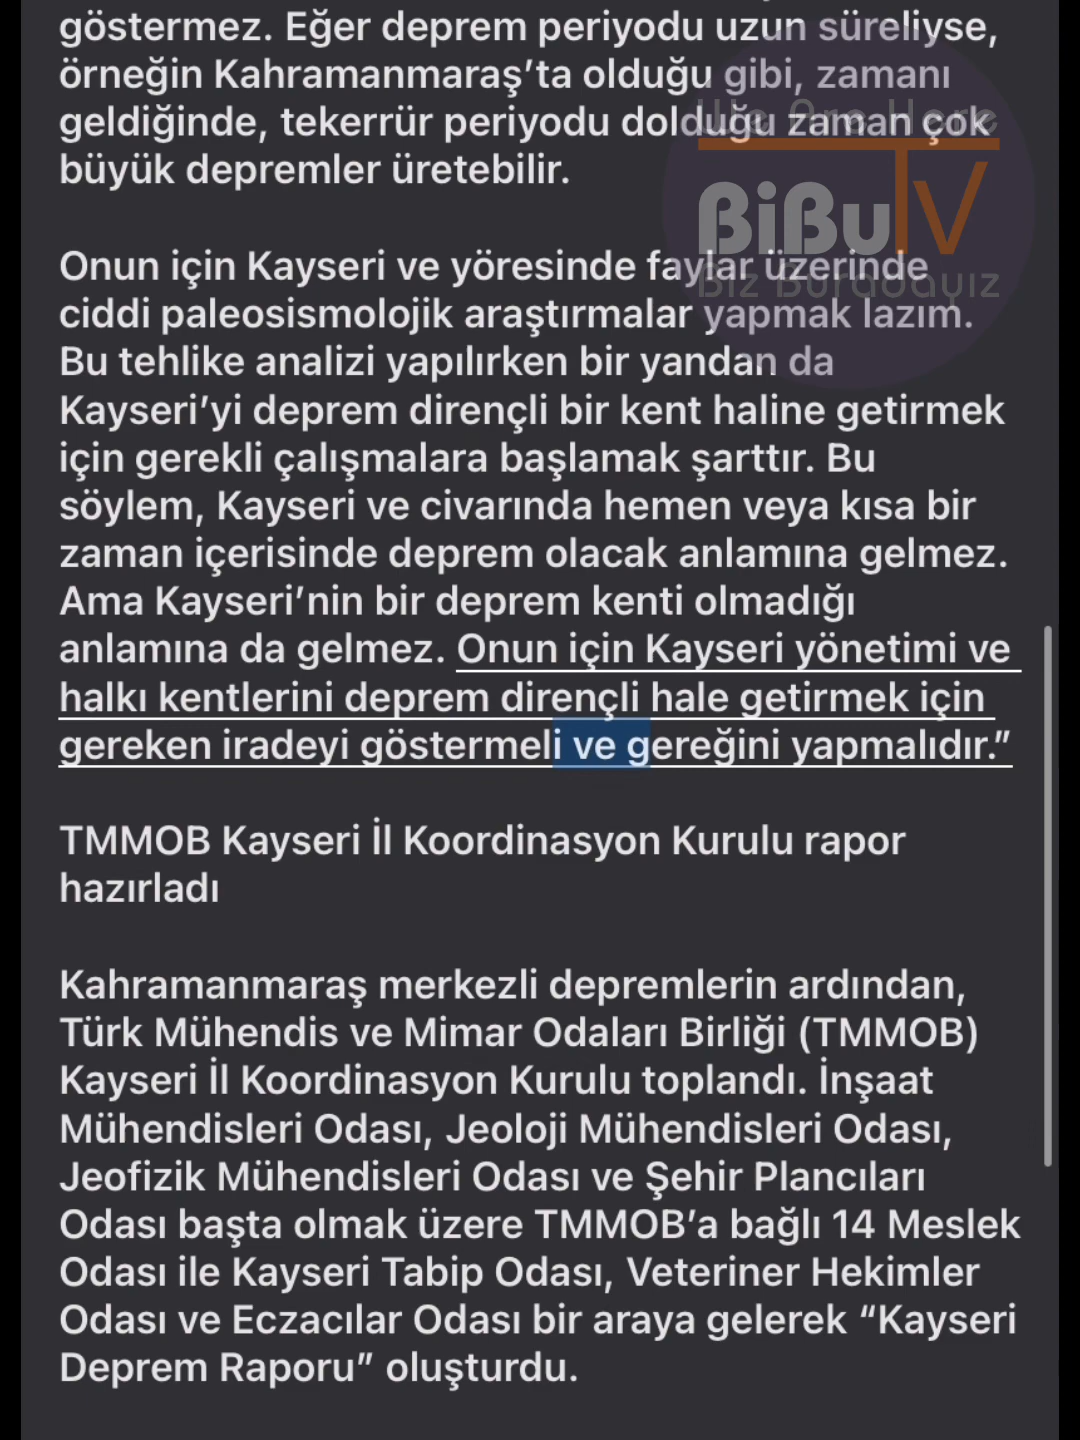 göstermez. Eğer deprem periyodu uzun süreliyse,
örneğin Kahramanmaraş’ta olduğu gibi, zamanı
geldiğinde, tekerrür periyodu dolduğu zaman çok
büyük depremler üretebilir.
We Are Here
BiBu TV
Biz Buradayız
Onun için Kayseri ve yöresinde faylar üzerinde
ciddi paleosismolojik araştırmalar yapmak lazım.
Bu tehlike analizi yapılırken bir yandan da
Kayseri’yi deprem dirençli bir kent haline getirmek
için gerekli çalışmalara başlamak şarttır. Bu
söylem, Kayseri ve civarında hemen veya kısa bir
zaman içerisinde deprem olacak anlamına gelmez.
Ama Kayseri’nin bir deprem kenti olmadığı
anlamına da gelmez. Onun için Kayseri yönetimi ve
halkı kentlerini deprem dirençli hale getirmek için
gereken iradeyi göstermeli ve gereğini yapmalıdır.”
TMMOB Kayseri İl Koordinasyon Kurulu rapor
hazırladı
Kahramanmaraş merkezli depremlerin ardından,
Türk Mühendis ve Mimar Odaları Birliği (TMMOB)
Kayseri İl Koordinasyon Kurulu toplandı. İnşaat
Mühendisleri Odası, Jeoloji Mühendisleri Odası,
Jeofizik Mühendisleri Odası ve Şehir Plancıları
Odası başta olmak üzere TMMOB’a bağlı 14 Meslek
Odası ile Kayseri Tabip Odası, Veteriner Hekimler
Odası ve Eczacılar Odası bir araya gelerek “Kayseri
Deprem Raporu” oluşturdu.